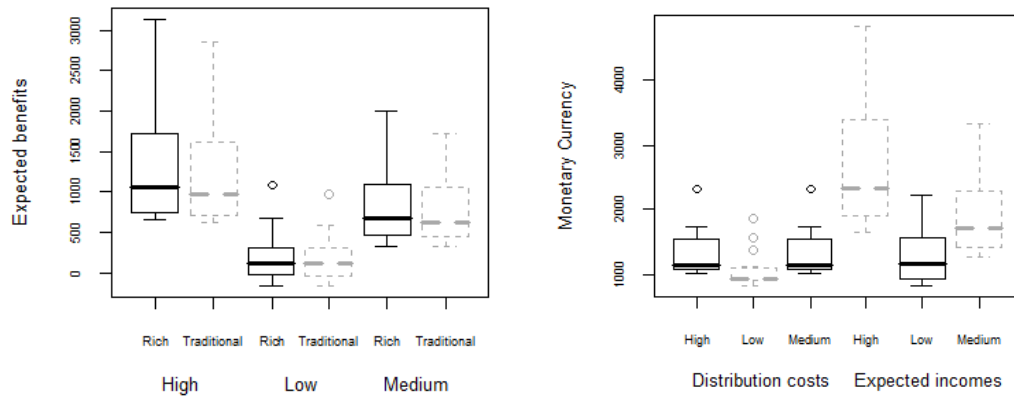 Expected benefits
3000
2500
2000
1500
1000
500
0
Rich Traditional Rich Traditional Rich Traditional
High Low Medium
Monetary Currency
4000
3000
2000
1000
High Low Medium High Low Medium
Distribution costs Expected incomes